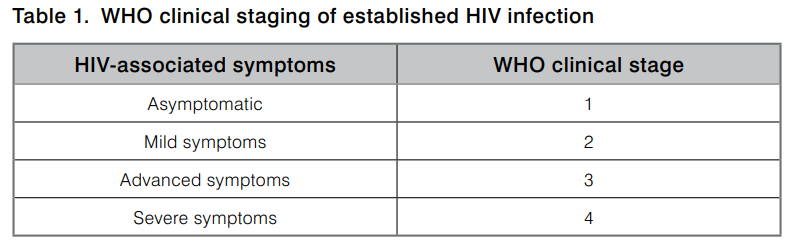 Table 1. WHO clinical staging of established HIV infection
HIV-associated symptoms WHO clinical stage
Asymptomatic 1
Mild symptoms 2
Advanced symptoms 3
Severe symptoms 4